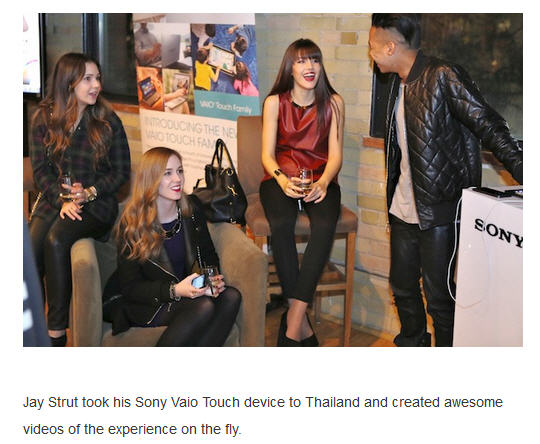 VAIO Touch Family
INTRODUCING THE NEW
VAIO TOUCH FAM
SONY
Jay Strut took his Sony Vaio Touch device to Thailand and created awesome
videos of the experience on the fly.